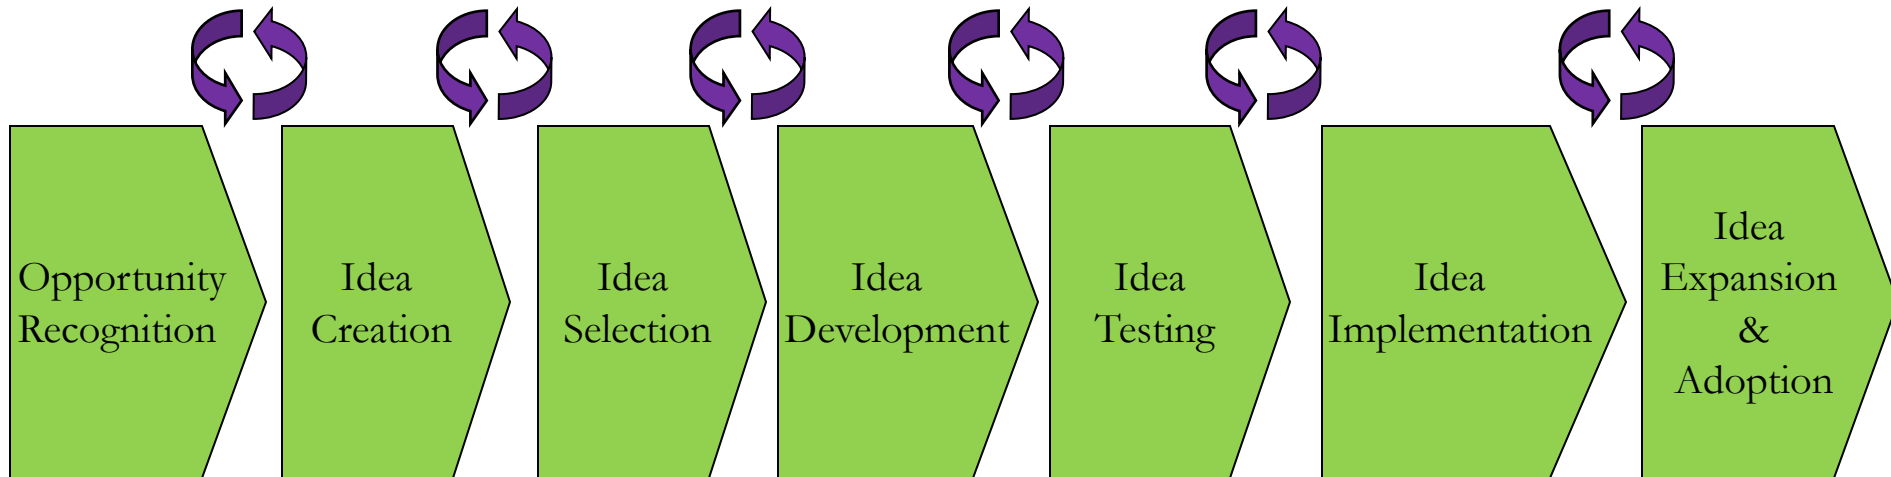 Opportunity
Recognition
Idea
Creation
Idea
Selection
Idea
Development
Idea
Testing
Idea
Implementation
Idea
Expansion
&
Adoption